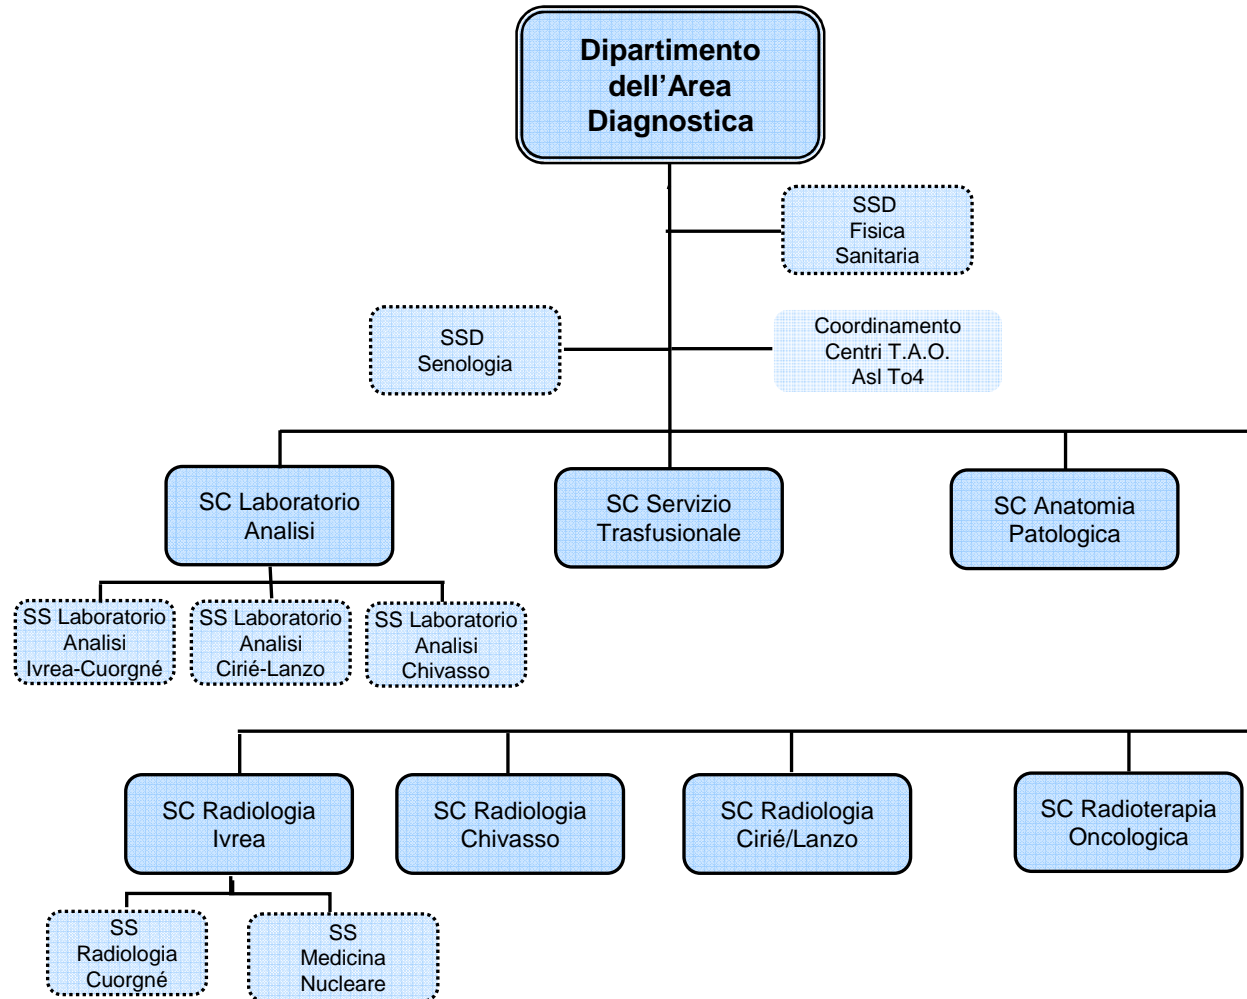 Dipartimento
dell’Area
Diagnostica
SSD
Fisica
Sanitaria
SSD
Senologia
Coordinamento
Centri T.A.O.
Asl To4
SC Laboratorio
Analisi
SC Servizio
Trasfusionale
SC Anatomia
Patologica
SS Laboratorio
Analisi
Ivrea-Cuorgné
SS Laboratorio
Analisi
Cirié-Lanzo
SS Laboratorio
Analisi
Chivasso
SC Radiologia
Ivrea
SC Radiologia
Chivasso
SC Radiologia
Cirié/Lanzo
SC Radioterapia
Oncologica
SS
Radiologia
Cuorgné
SS
Medicina
Nucleare